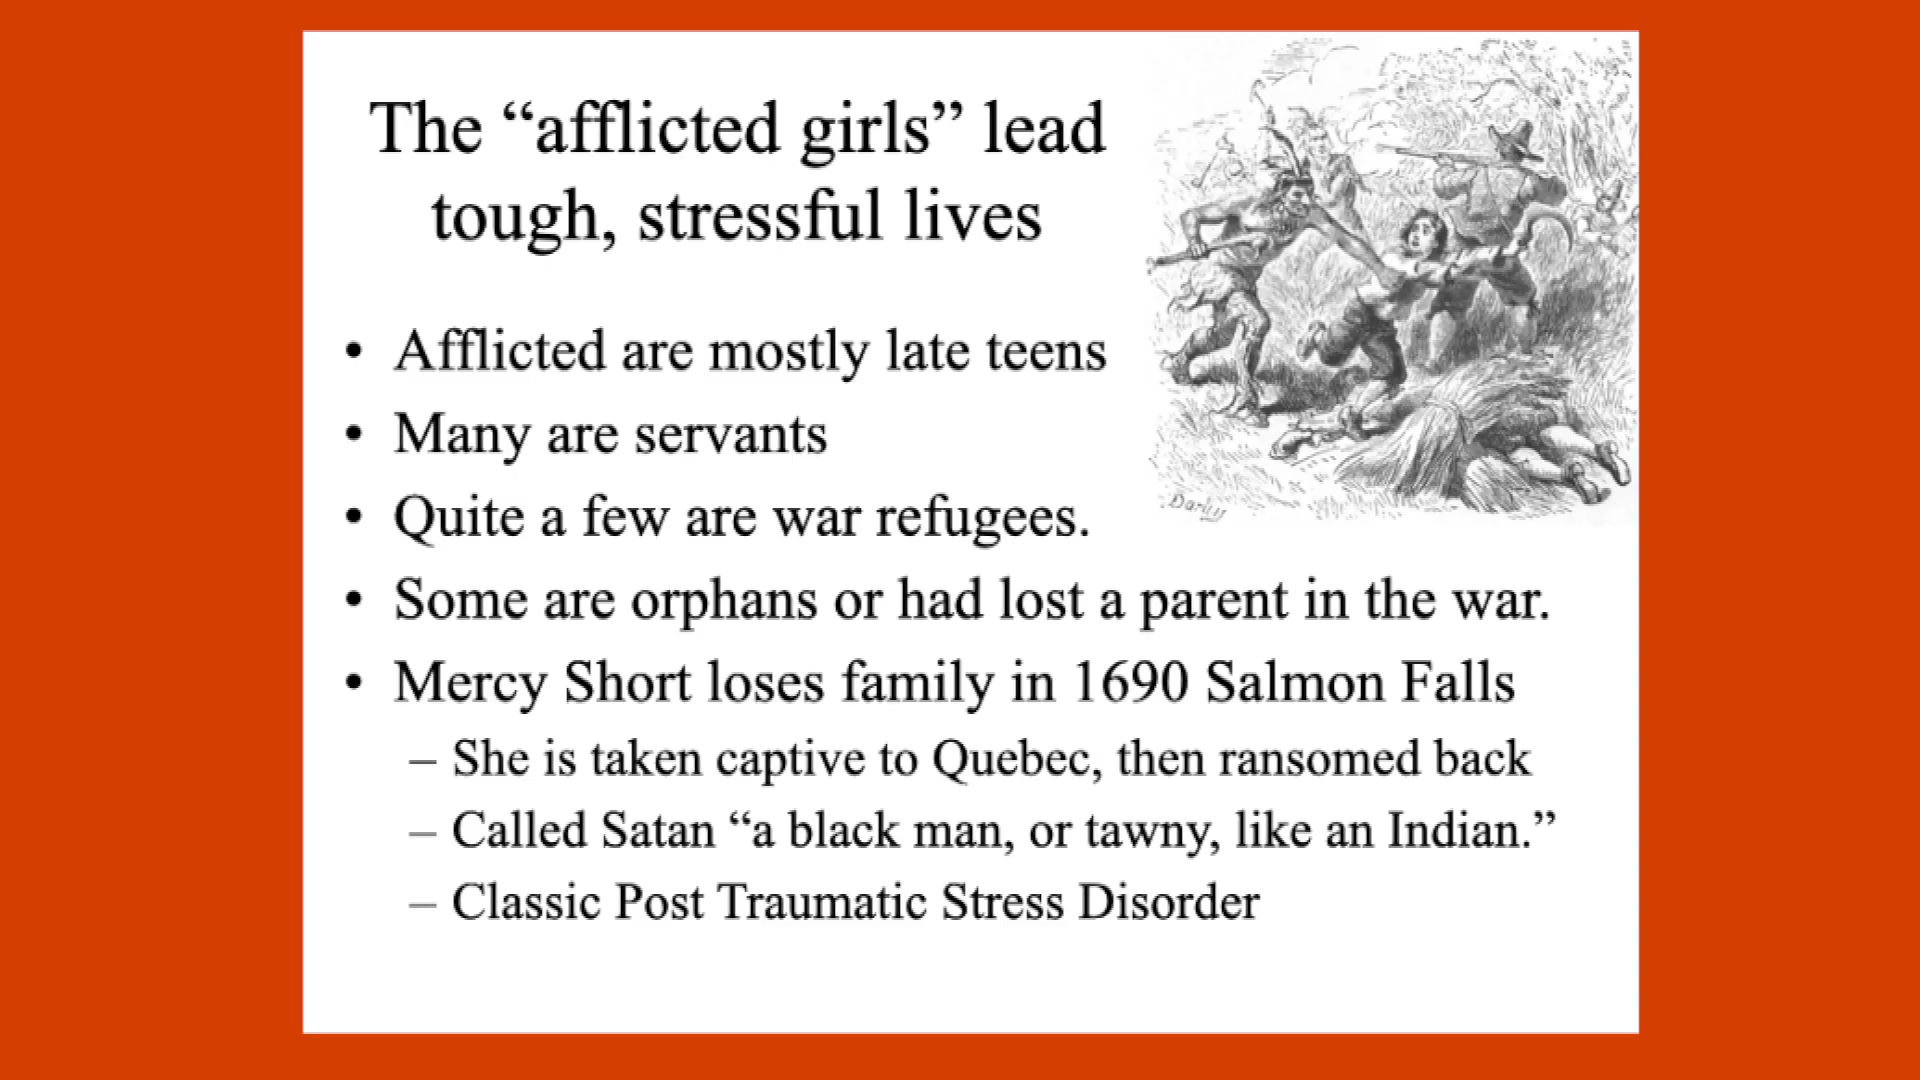 The “afflicted girls” lead
tough, stressful lives
• Afflicted are mostly late teens
• Many are servants
• Quite a few are war refugees.
• Some are orphans or had lost a parent in the war.
• Mercy Short loses family in 1690 Salmon Falls
– She is taken captive to Quebec, then ransomed back
– Called Satan “a black man, or tawny, like an Indian.”
– Classic Post Traumatic Stress Disorder
Darley